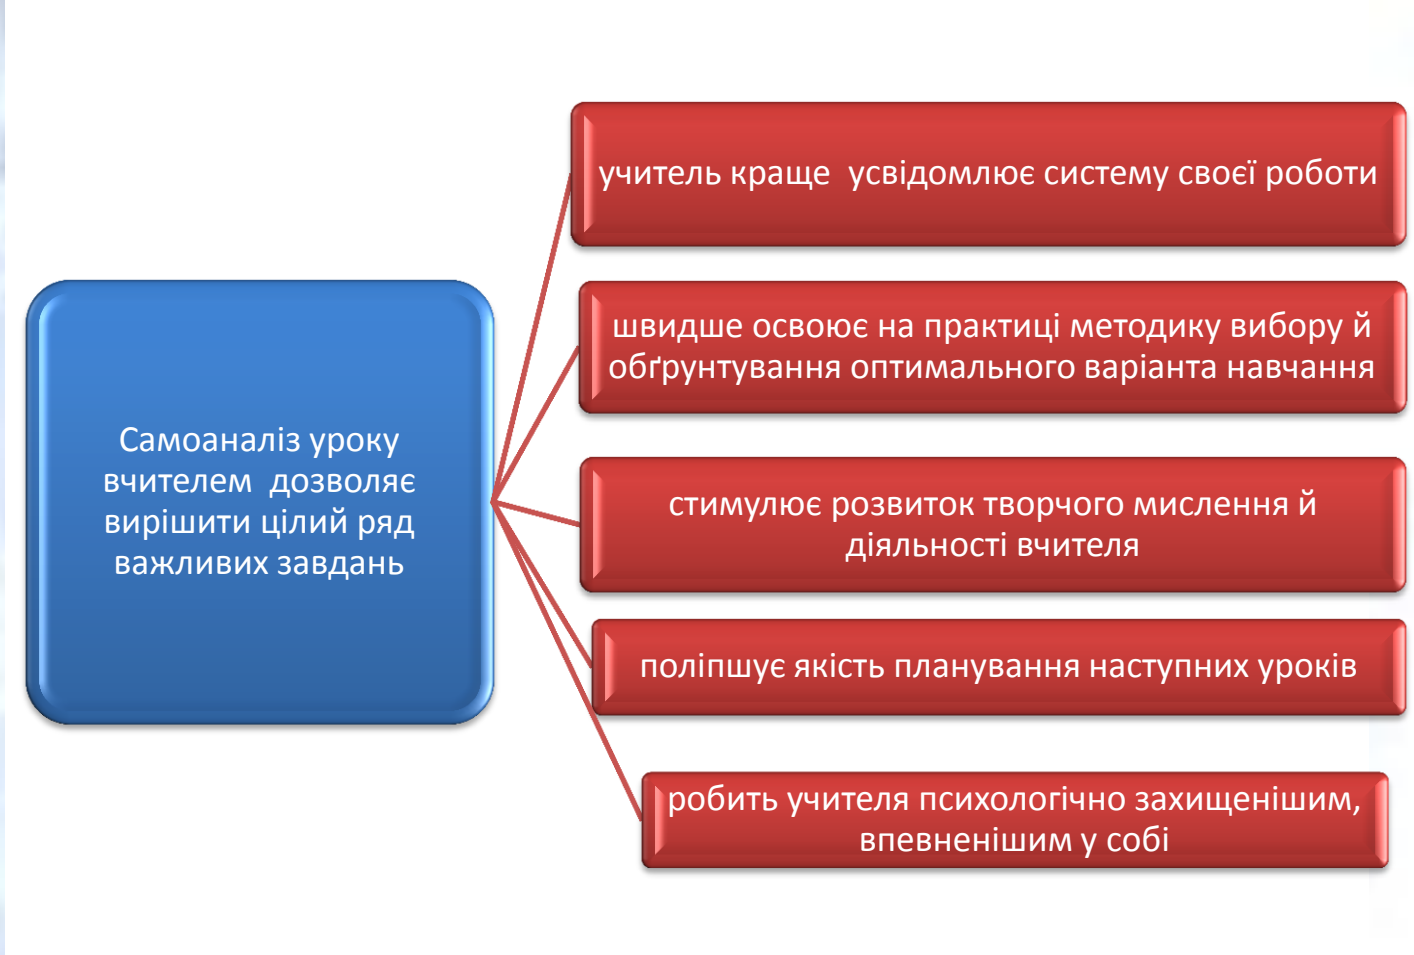 учитель краще  усвідомлює систему своєї роботи
швидше освоює на практиці методику вибору й
обґрунтування оптимального варіанта навчання
Самоаналіз уроку
вчителем  дозволяє
вирішити цілий ряд
важливих завдань
стимулює розвиток творчого мислення й
діяльності вчителя
поліпшує якість планування наступних уроків
робить учителя психологічно захищенішим,
впевненішим у собі